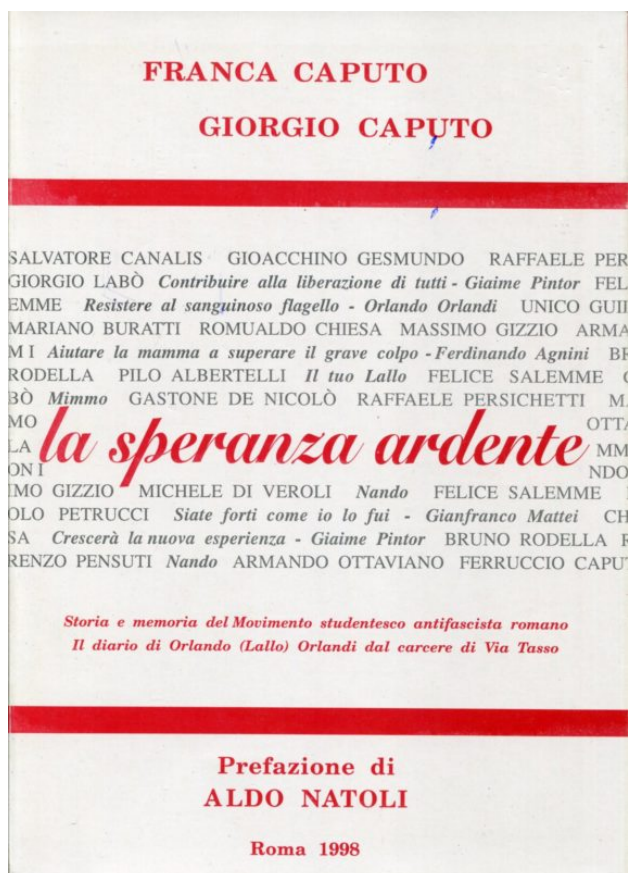 FRANCA CAPUTO
GIORGIO CAPUTO
SALVATORE CANALIS GIOACCHINO GESMUNDO RAFFAELE PER
GIORGIO LABÒ Contribuire alla liberazione di tutti - Giaime Pintor FEL
EMME Resistere al sanguinoso flagello - Orlando Orlandi UNICO GUI
MARIANO BURATTI ROMUALDO CHIESA MASSIMO GIZZIO ARMA
M I Aiutare la mamma a superare il grave colpo - Ferdinando Agnini BR
RODELLA PILO ALBERTELLI Il tuo Lallo FELICE SALEMME
BÒ Mimmo GASTONE DE NICOLÒ RAFFAELE PERSICHETTI MA
MO OTTA
LA la speranza ardente MM
ONI NDO
IMO GIZZIO MICHELE DI VEROLI Nando FELICE SALEMME
OLO PETRUCCI Siate forti come io lo fui - Gianfranco Mattei CH
SA Crescerà la nuova esperienza - Giaime Pintor BRUNO RODELLA R
RENZO PENSUTI Nando ARMANDO OTTAVIANO FERRUCCIO CAPU
Storia e memoria del Movimento studentesco antifascista romano
Il diario di Orlando (Lallo) Orlandi dal carcere di Via Tasso
Prefazione di
ALDO NATOLI
Roma 1998